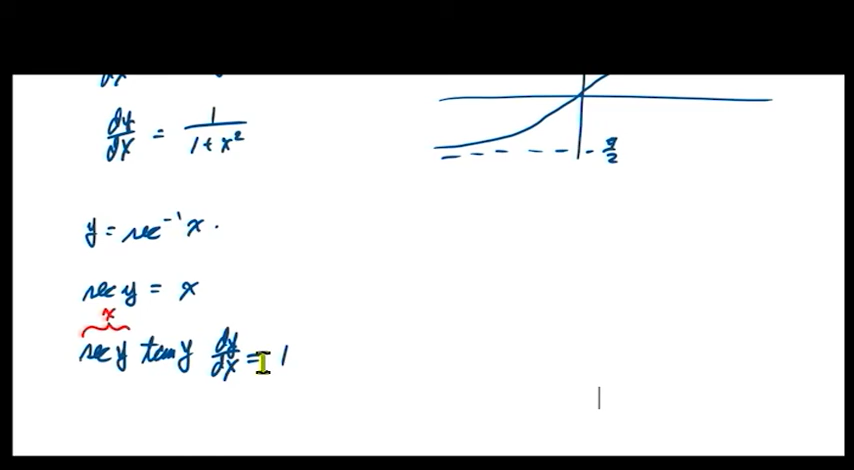 dy/dx = 1/(1+x²)
-π/2
y = sec⁻¹x.
sec y = x
x
sec y tan y dy/dx = 1